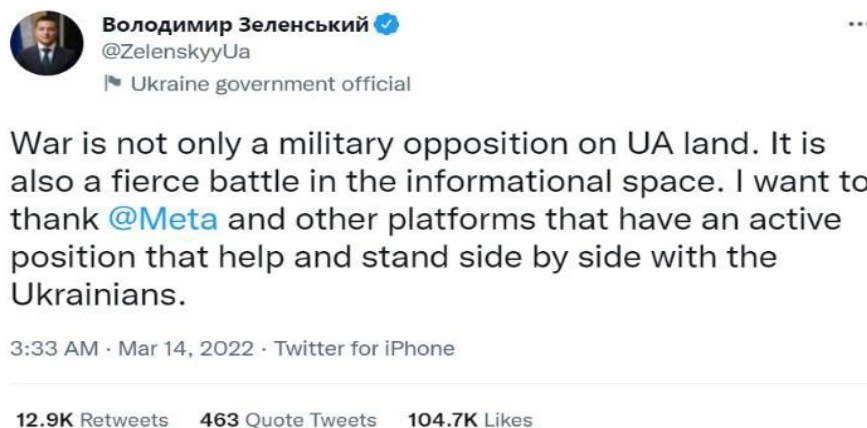 Володимир Зеленський
@ZelenskyyUa
Ukraine government official
War is not only a military opposition on UA land. It is
also a fierce battle in the informational space. I want to
thank @Meta and other platforms that have an active
position that help and stand side by side with the
Ukrainians.
3:33 AM · Mar 14, 2022 · Twitter for iPhone
12.9K Retweets 463 Quote Tweets 104.7K Likes